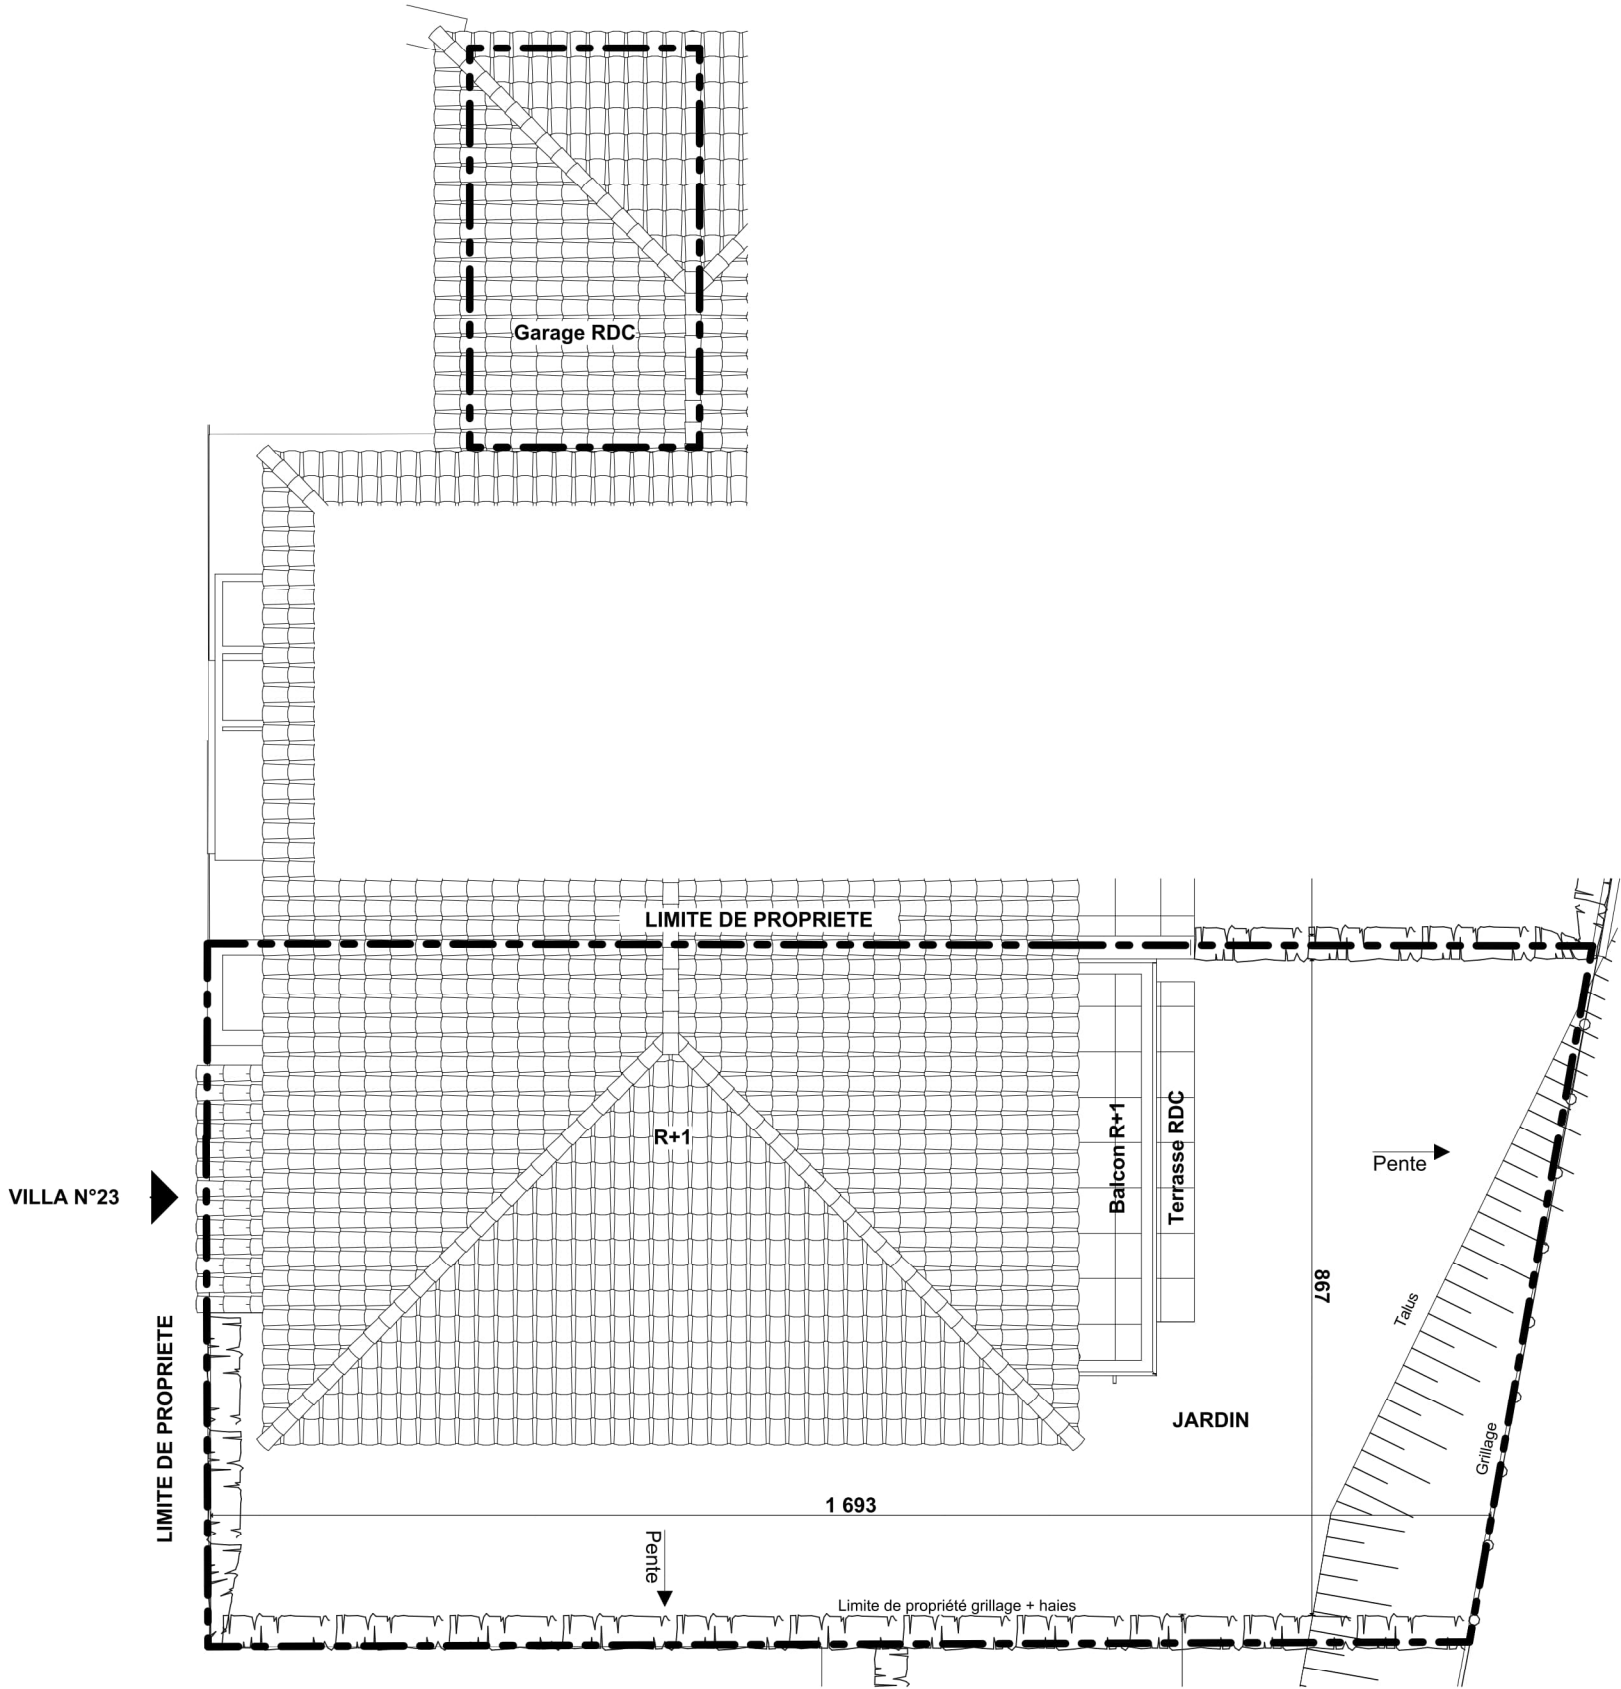 Garage RDC
LIMITE DE PROPRIETE
R+1
Balcon R+1
Terrasse RDC
Pente
VILLA N°23
867
Talus
LIMITE DE PROPRIETE
JARDIN
Grillage
1 693
Pente
Limite de propriété grillage + haies